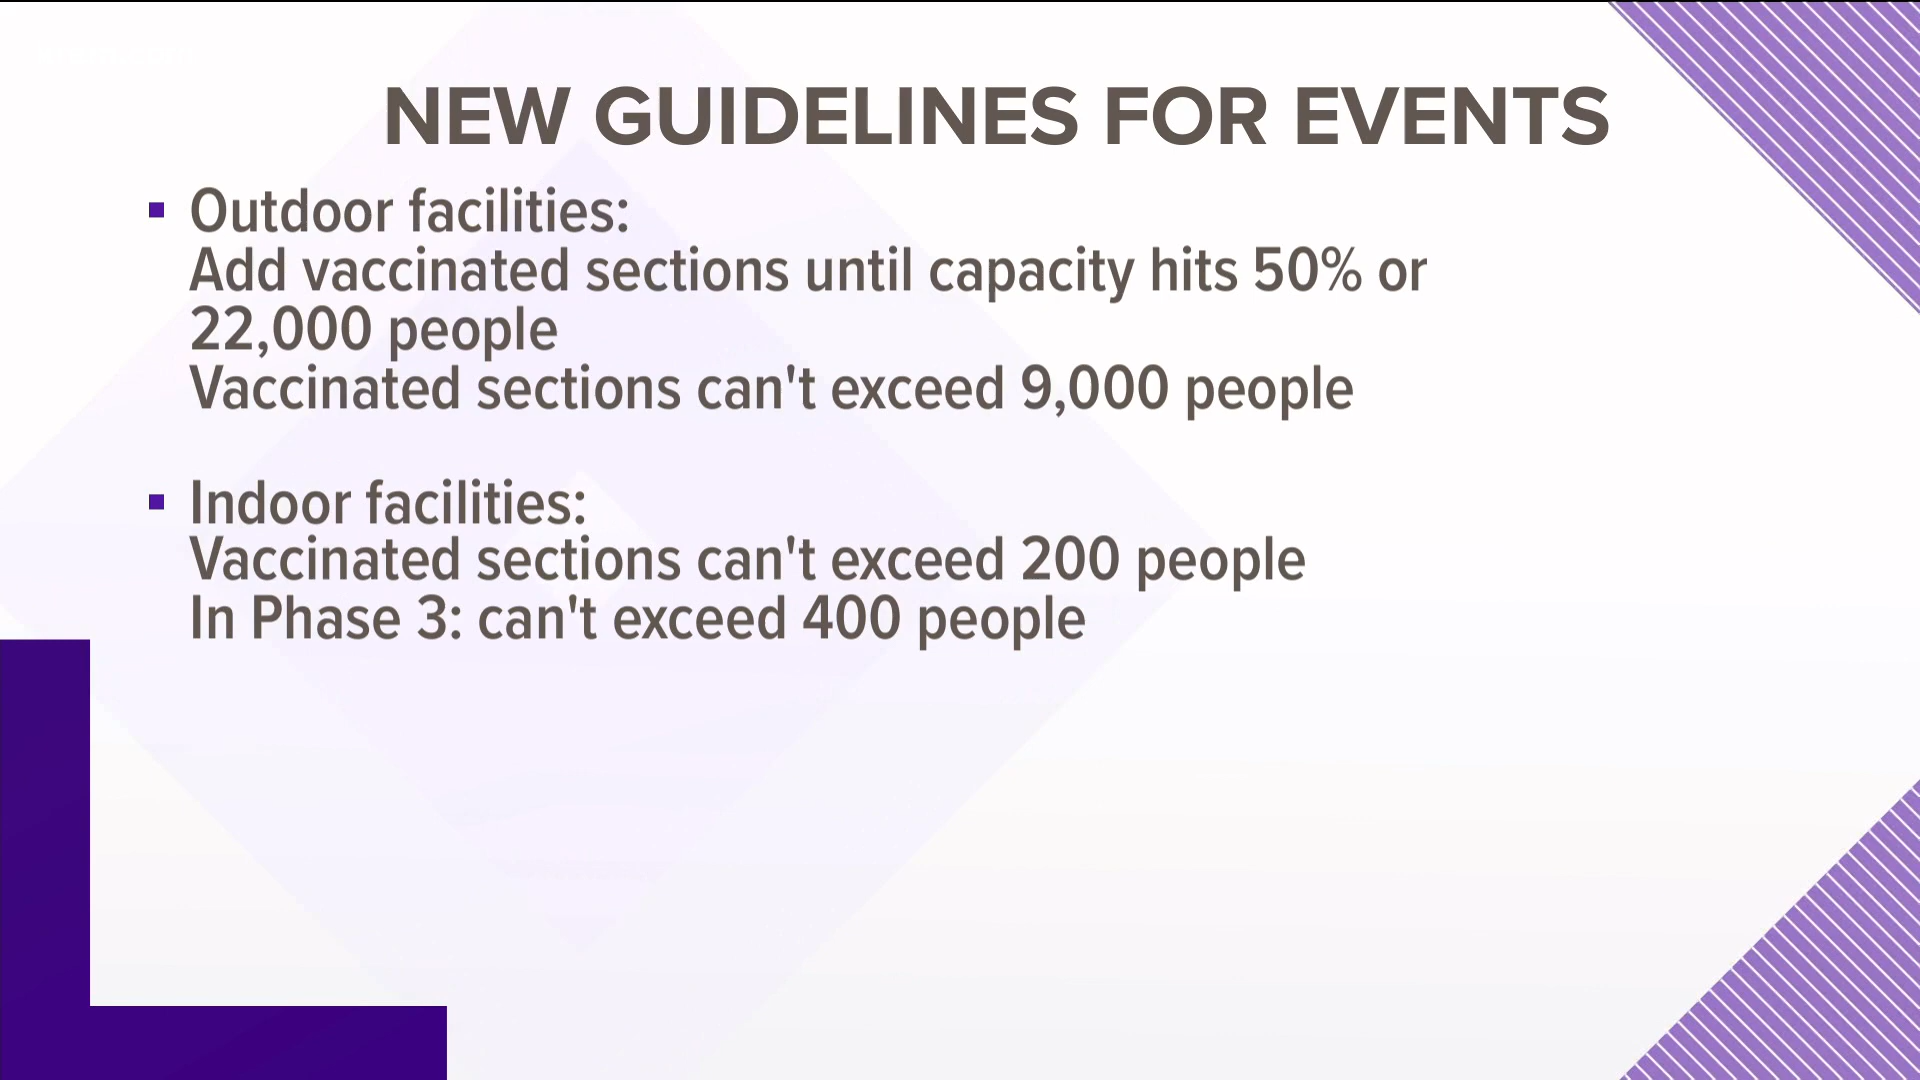 NEW GUIDELINES FOR EVENTS
▪ Outdoor facilities:
Add vaccinated sections until capacity hits 50% or
22,000 people
Vaccinated sections can't exceed 9,000 people
▪ Indoor facilities:
Vaccinated sections can't exceed 200 people
In Phase 3: can't exceed 400 people